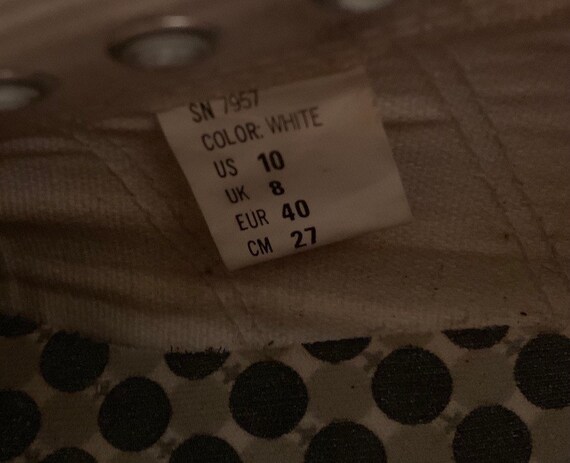 SN 7957
COLOR: WHITE
US 10
UK 8
EUR 40
CM 27